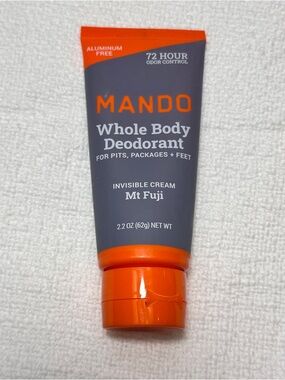 ALUMINUM
FREE
72 HOUR
ODOR CONTROL
MANDO
Whole Body
Deodorant
FOR PITS, PACKAGES + FEET
INVISIBLE CREAM
Mt Fuji
2.2 OZ (62g) NET WT